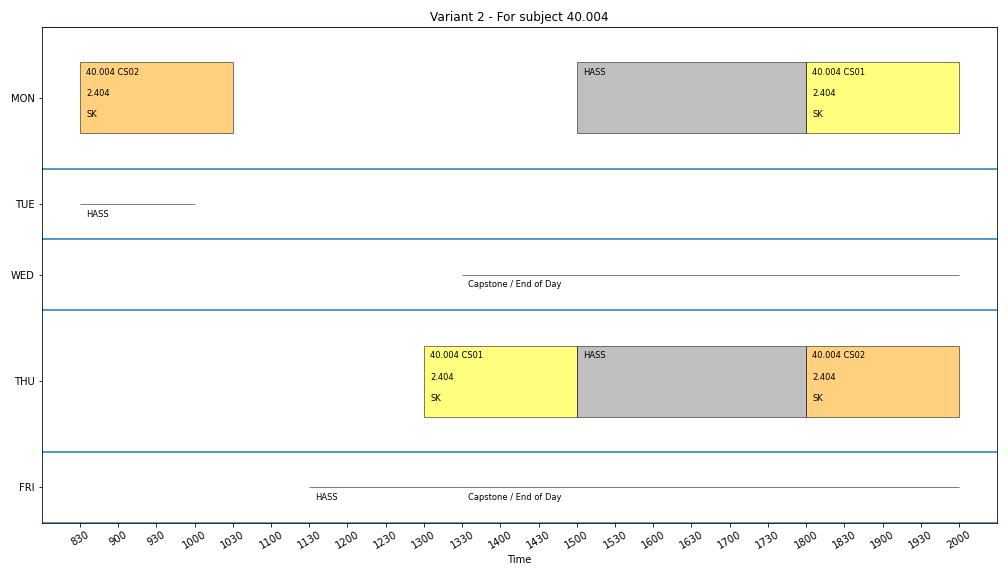 Variant 2 - For subject 40.004
MON
40.004 CS02
2.404
SK
HASS
40.004 CS01
2.404
SK
TUE
HASS
WED
Capstone / End of Day
THU
40.004 CS01
2.404
SK
HASS
40.004 CS02
2.404
SK
FRI
HASS
Capstone / End of Day
830 900 930 1000 1030 1100 1130 1200 1230 1300 1330 1400 1430 1500 1530 1600 1630 1700 1730 1800 1830 1900 1930 2000
Time